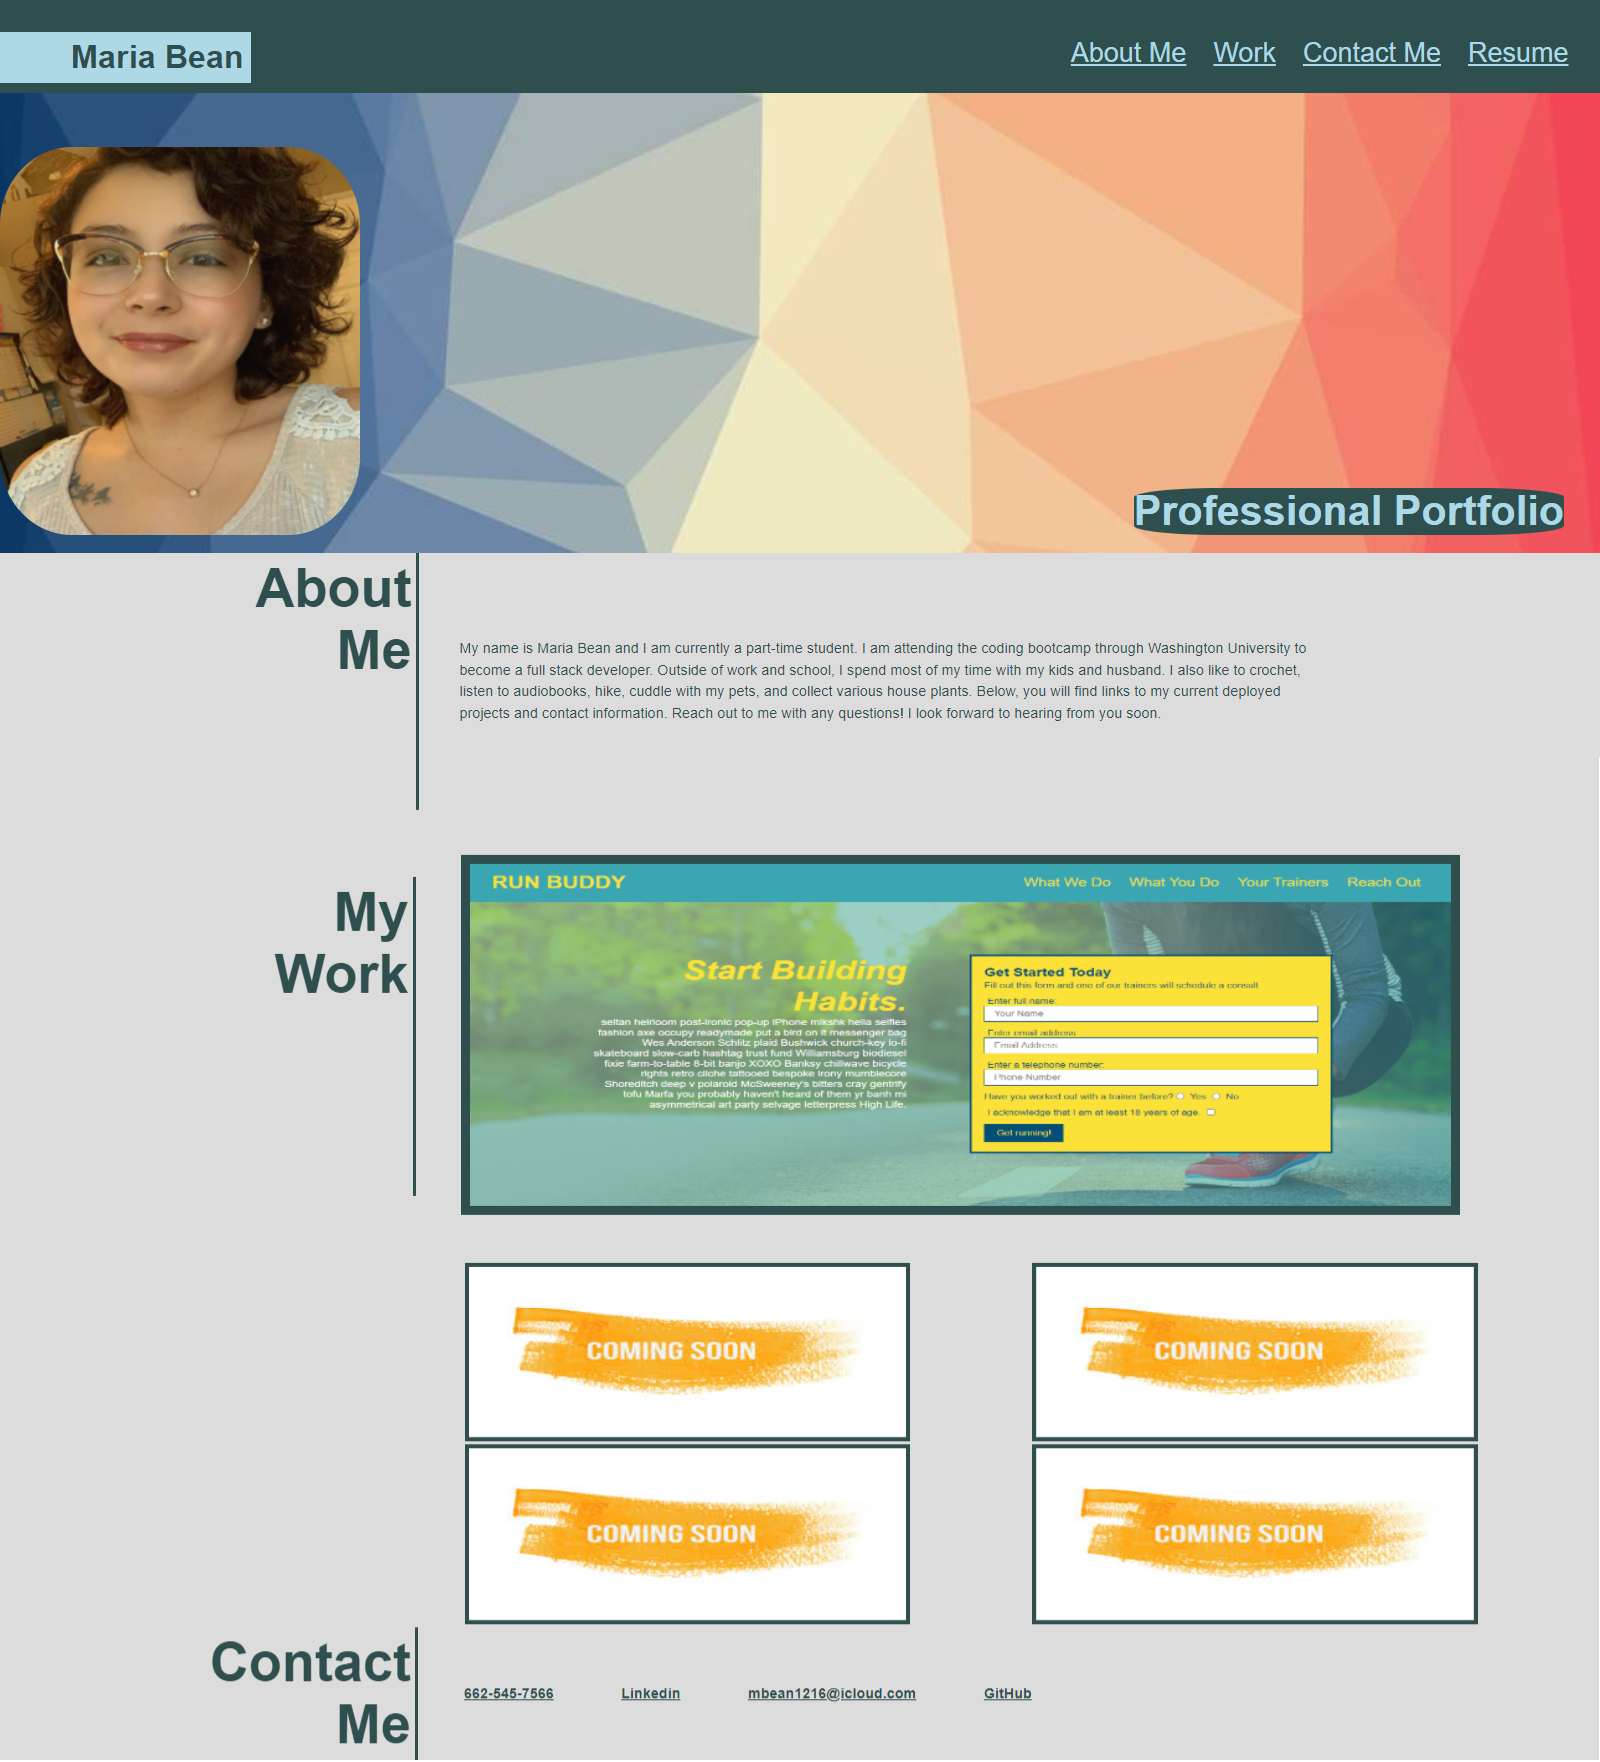 Maria Bean
About Me Work Contact Me Resume
Professional Portfolio
About
Me
My name is Maria Bean and I am currently a part-time student. I am attending the coding bootcamp through Washington University to
become a full stack developer. Outside of work and school, I spend most of my time with my kids and husband. I also like to crochet,
listen to audiobooks, hike, cuddle with my pets, and collect various house plants. Below, you will find links to my current deployed
projects and contact information. Reach out to me with any questions! I look forward to hearing from you soon.
My
Work
RUN BUDDY
What We Do What You Do Your Trainers Reach Out
Start Building
Habits.
seitan heirloom post-ironic pop-up iPhone mikshk hella selfies
fashion axe occupy readymade put a bird on it messenger bag
Wes Anderson Schlitz plaid Bushwick church-key lo-fi
skateboard slow-carb hashtag trust fund Williamsburg biodiesel
fixie farm-to-table 8-bit banjo XOXO Banksy chillwave bicycle
rights retro cliche tattooed bespoke irony mumblecore
Shoreditch deep v polaroid McSweeney's bitters cray gentrify
tofu Marfa you probably haven't heard of them yr banh mi
asymmetrical art party selvage letterpress High Life.
Get Started Today
Fill out this form and one of our trainers will schedule a consult
Enter full name:
Your Name
Enter email address
Email Address
Enter a telephone number:
Phone Number
Have you worked out with a trainer before? Yes No
I acknowledge that I am at least 18 years of age.
Get running!
COMING SOON
COMING SOON
COMING SOON
COMING SOON
Contact
Me
662-545-7566 Linkedin mbean1216@icloud.com GitHub